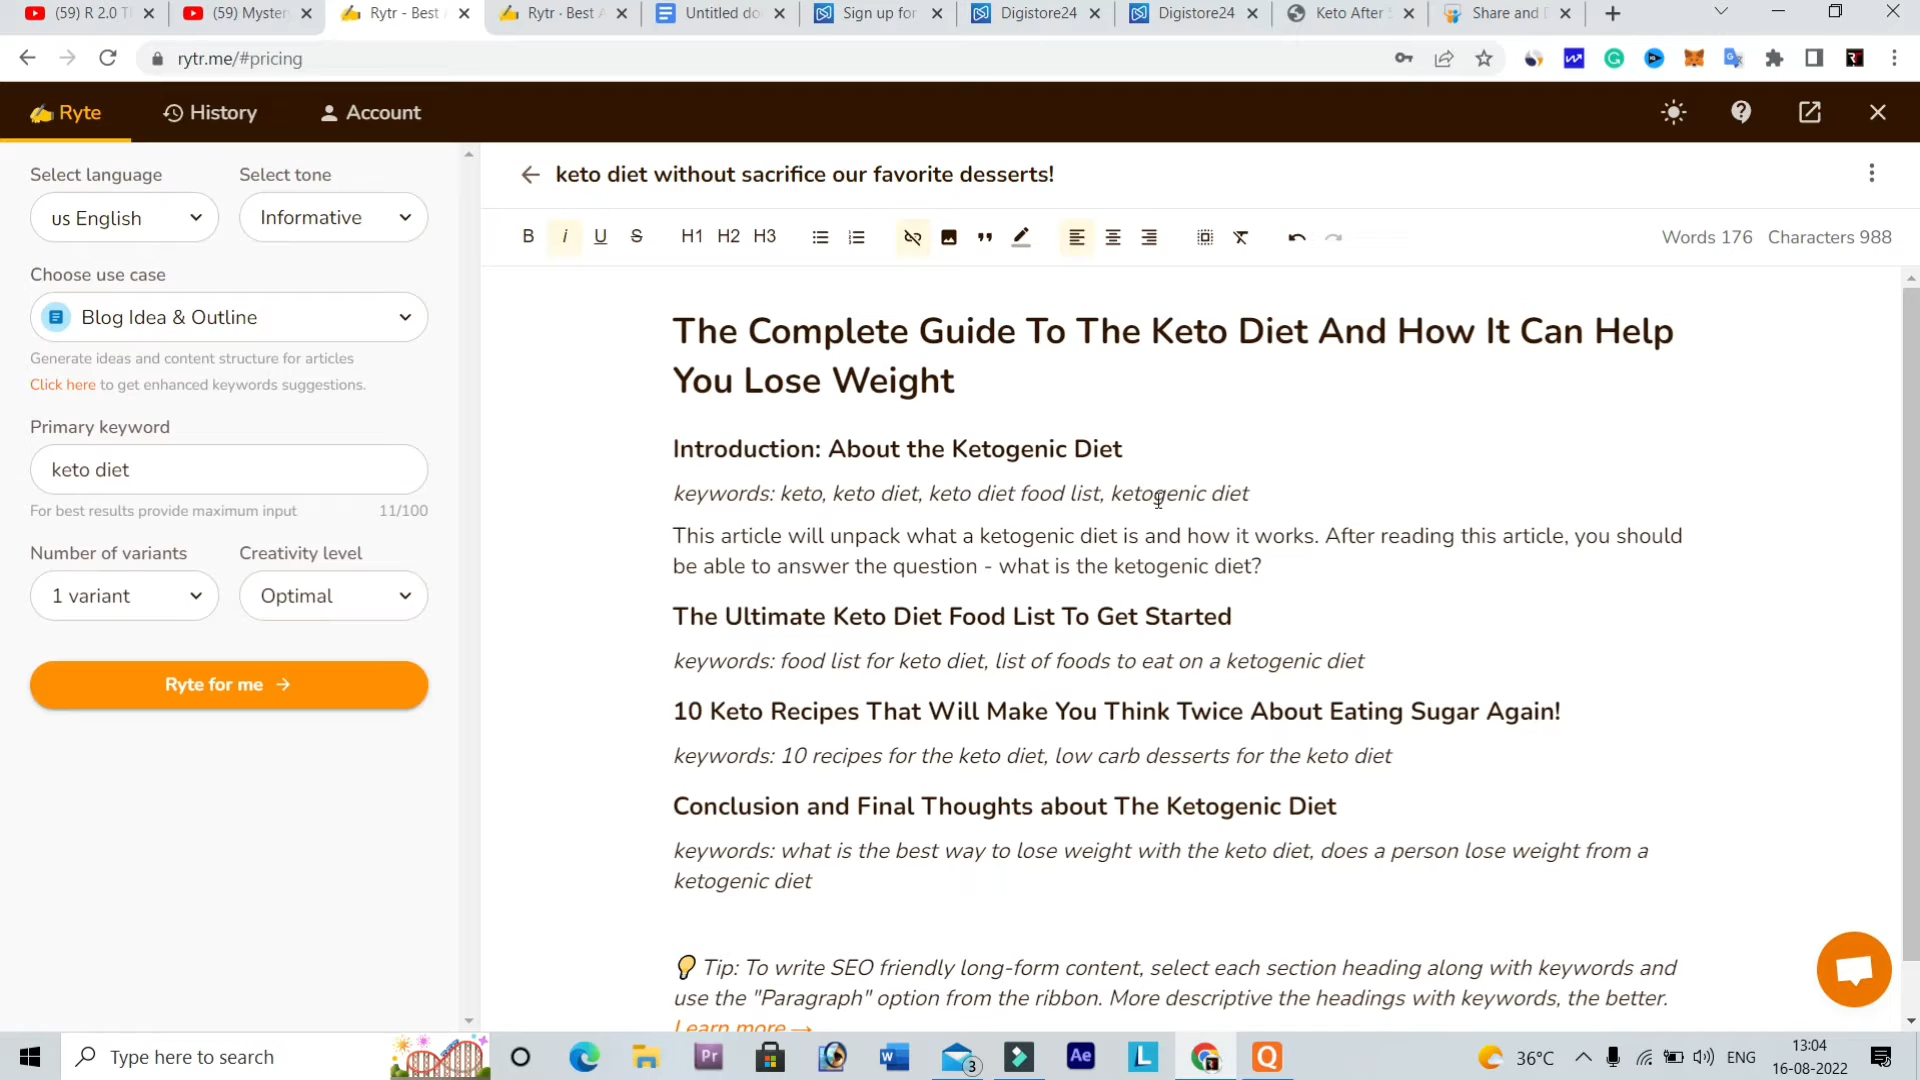 (59) R 2.0 T
(59) Myste
Rytr - Best
Rytr · Best
Untitled do
Sign up for
Digistore24
Digistore24
Keto After
Share and
rytr.me/#pricing
Ryte
History
Account
Select language
Select tone
us English
Informative
Choose use case
Blog Idea & Outline
Generate ideas and content structure for articles
Click here to get enhanced keywords suggestions.
Primary keyword
keto diet
For best results provide maximum input
11/100
Number of variants
Creativity level
1 variant
Optimal
Ryte for me →
keto diet without sacrifice our favorite desserts!
B i U S H1 H2 H3
Words 176 Characters 988
The Complete Guide To The Keto Diet And How It Can Help
You Lose Weight
Introduction: About the Ketogenic Diet
keywords: keto, keto diet, keto diet food list, ketogenic diet
This article will unpack what a ketogenic diet is and how it works. After reading this article, you should
be able to answer the question - what is the ketogenic diet?
The Ultimate Keto Diet Food List To Get Started
keywords: food list for keto diet, list of foods to eat on a ketogenic diet
10 Keto Recipes That Will Make You Think Twice About Eating Sugar Again!
keywords: 10 recipes for the keto diet, low carb desserts for the keto diet
Conclusion and Final Thoughts about The Ketogenic Diet
keywords: what is the best way to lose weight with the keto diet, does a person lose weight from a
ketogenic diet
Tip: To write SEO friendly long-form content, select each section heading along with keywords and
use the "Paragraph" option from the ribbon. More descriptive the headings with keywords, the better.
Learn more →
Type here to search
Pr
W
3
Ae
L
Q
36°C
ENG
13:04
16-08-2022